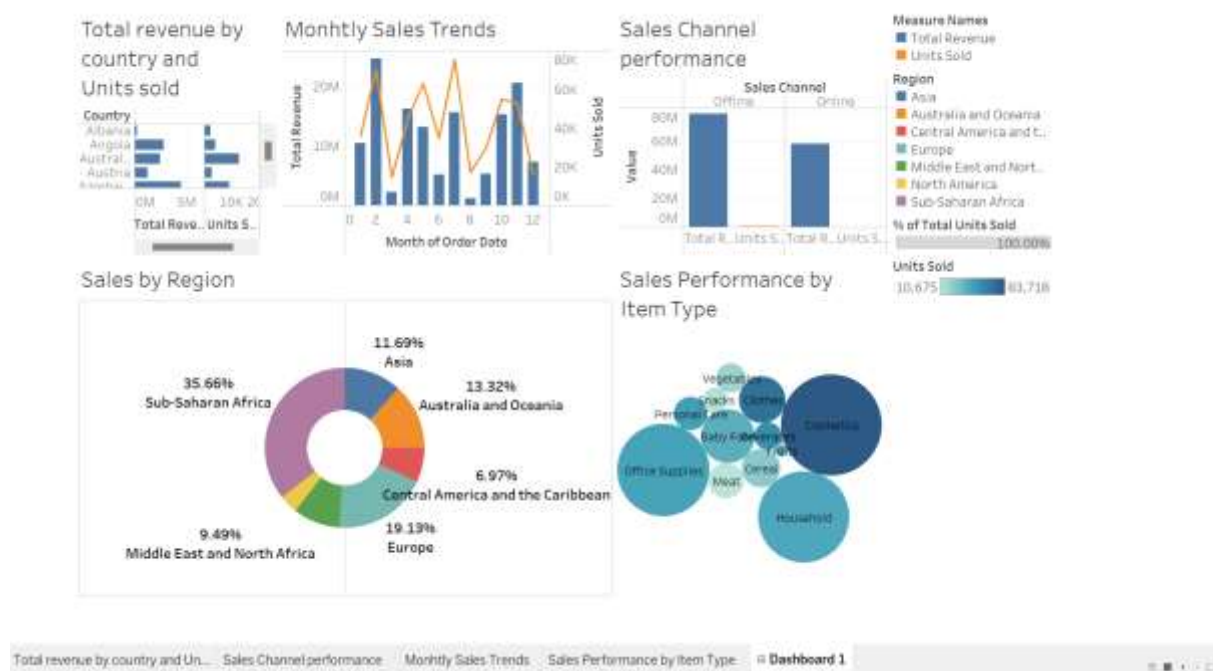 Total revenue by
country and
Units sold
Country
Albania
Angola
Austral..
Austria
0M 5M 10K 20
Total Reve.. Units S..
Monhtly Sales Trends
Total Revenue
20M
10M
0M
80K
60K
40K
20K
0K
Units Sold
0 2 4 6 8 10 12
Month of Order Date
Sales Channel
performance
Sales Channel
Offline Online
Value
80M
60M
40M
20M
0M
Total R.. Units S.. Total R.. Units S..
Measure Names
Total Revenue
Units Sold
Region
Asia
Australia and Oceania
Central America and t...
Europe
Middle East and Nort..
North America
Sub-Saharan Africa
% of Total Units Sold
100.00%
Units Sold
10,675 83,718
Sales by Region
11.69%
Asia
35.66%
Sub-Saharan Africa
13.32%
Australia and Oceania
6.97%
Central America and the Caribbean
9.49%
Middle East and North Africa
19.13%
Europe
Sales Performance by
Item Type
Vegetables
Snacks
Clothes
Personal Care
Cosmetics
Baby Food
Beverages
Fruits
Office Supplies
Cereal
Meat
Household
Total revenue by country and Un... Sales Channel performance Monhtly Sales Trends Sales Performance by Item Type Dashboard 1